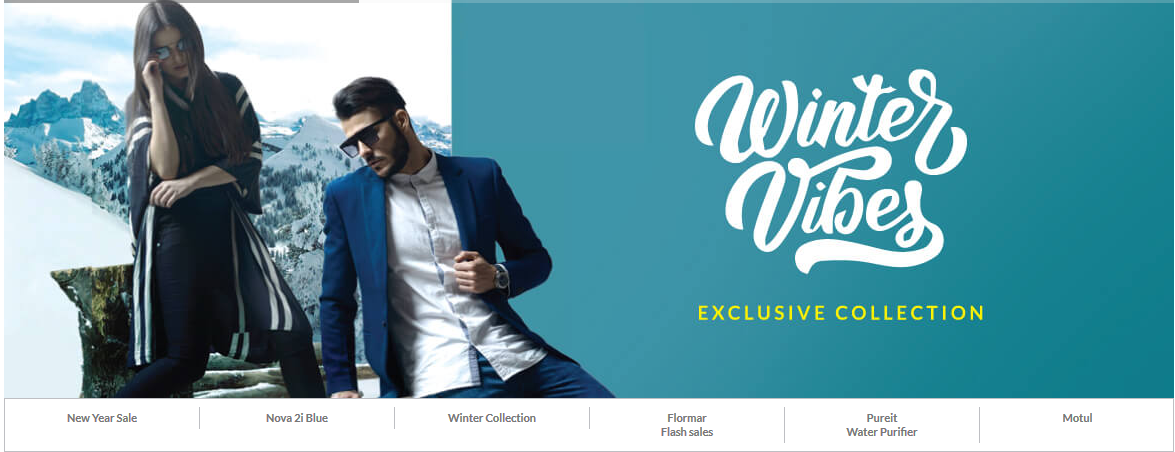 Winter
Vibes
EXCLUSIVE COLLECTION
New Year Sale
Nova 2i Blue
Winter Collection
Flormar
Flash sales
Pureit
Water Purifier
Motul